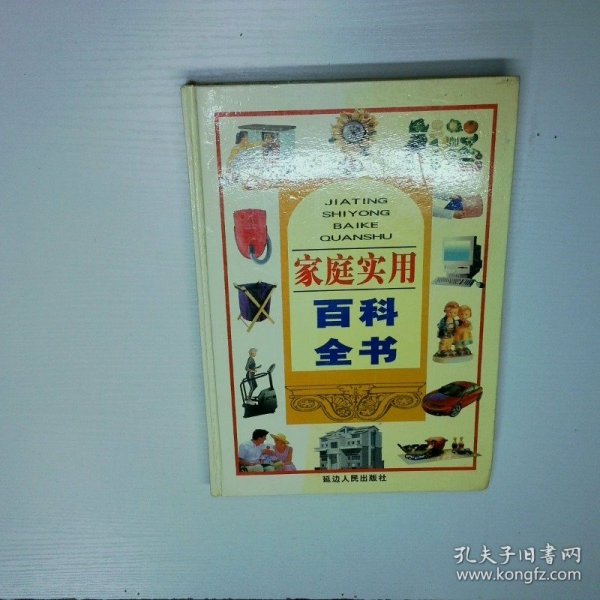 JIATING
SHIYONG
BAIKE
QUANSHU
家庭实用
百科
全书
延边人民出版社
孔夫子旧书网
www.kongfz.com